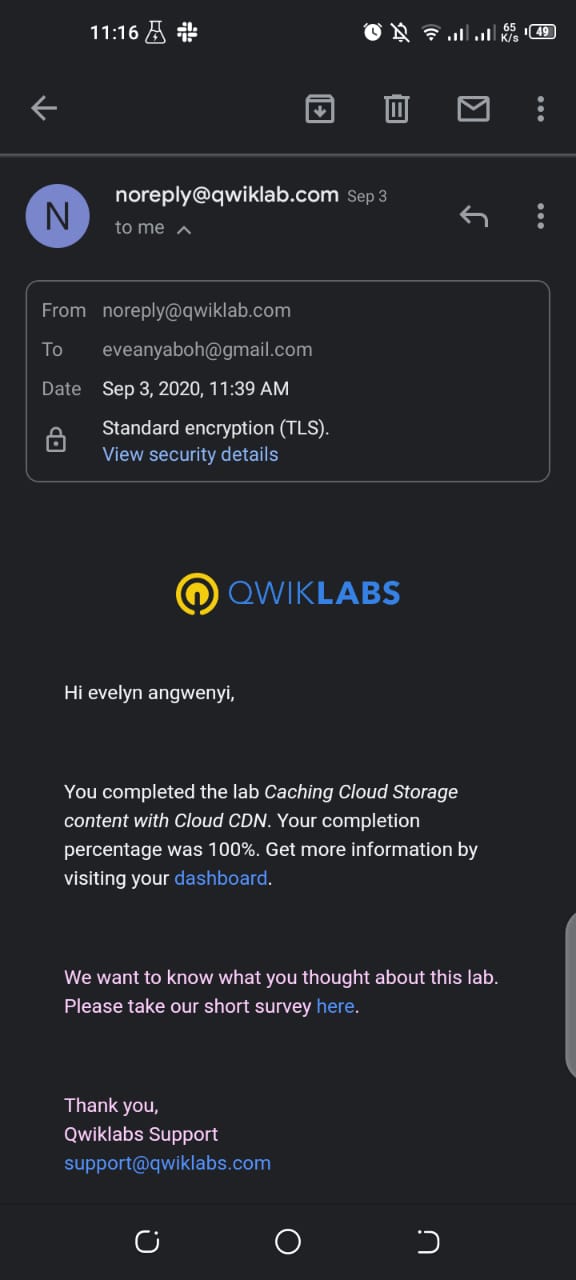 11:16 65 K/s 49
N noreply@qwiklab.com Sep 3
to me
From noreply@qwiklab.com
To eveanyaboh@gmail.com
Date Sep 3, 2020, 11:39 AM
Standard encryption (TLS).
View security details
QWIKLABS
Hi evelyn angwenyi,
You completed the lab Caching Cloud Storage
content with Cloud CDN. Your completion
percentage was 100%. Get more information by
visiting your dashboard.
We want to know what you thought about this lab.
Please take our short survey here.
Thank you,
Qwiklabs Support
support@qwiklabs.com